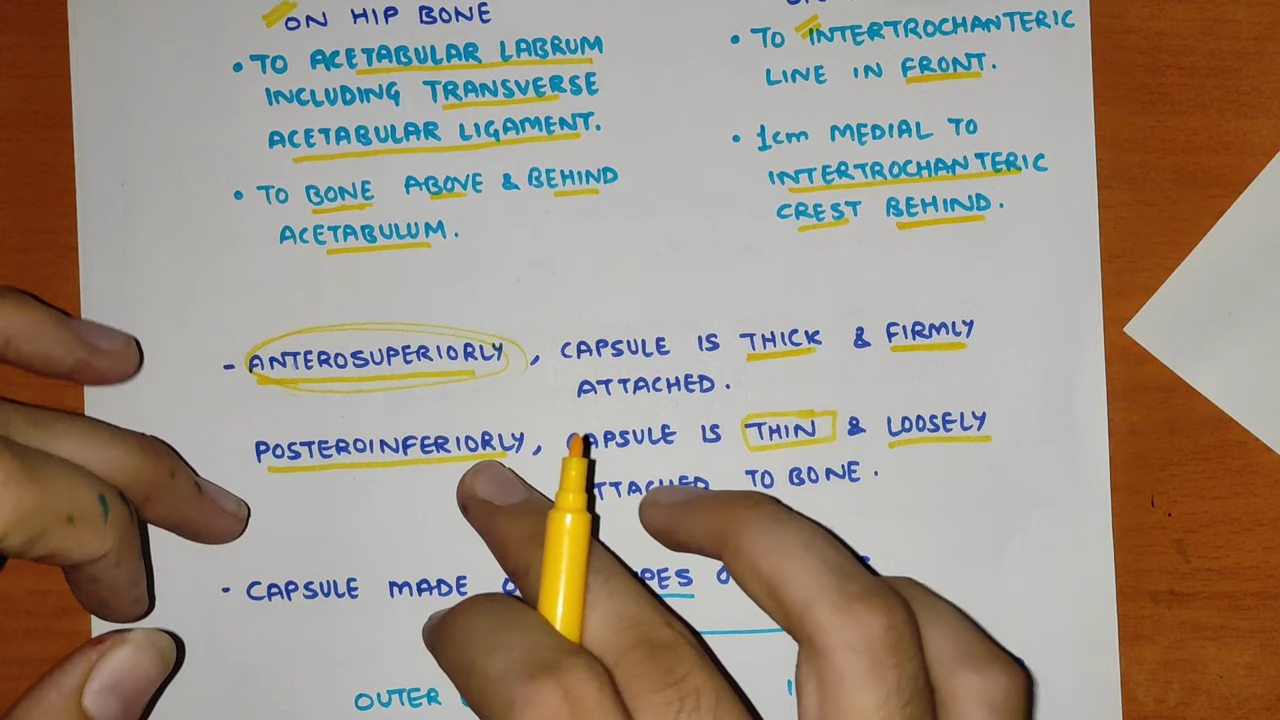 ON HIP BONE
• TO ACETABULAR LABRUM
INCLUDING TRANSVERSE
ACETABULAR LIGAMENT.
• TO BONE ABOVE & BEHIND
ACETABULUM.
• TO INTERTROCHANTERIC
LINE IN FRONT.
• 1cm MEDIAL TO
INTERTROCHANTERIC
CREST BEHIND.
- ANTEROSUPERIORLY, CAPSULE IS THICK & FIRMLY
ATTACHED.
POSTEROINFERIORLY, CAPSULE IS THIN & LOOSELY
ATTACHED TO BONE.
• CAPSULE MADE
OUTER